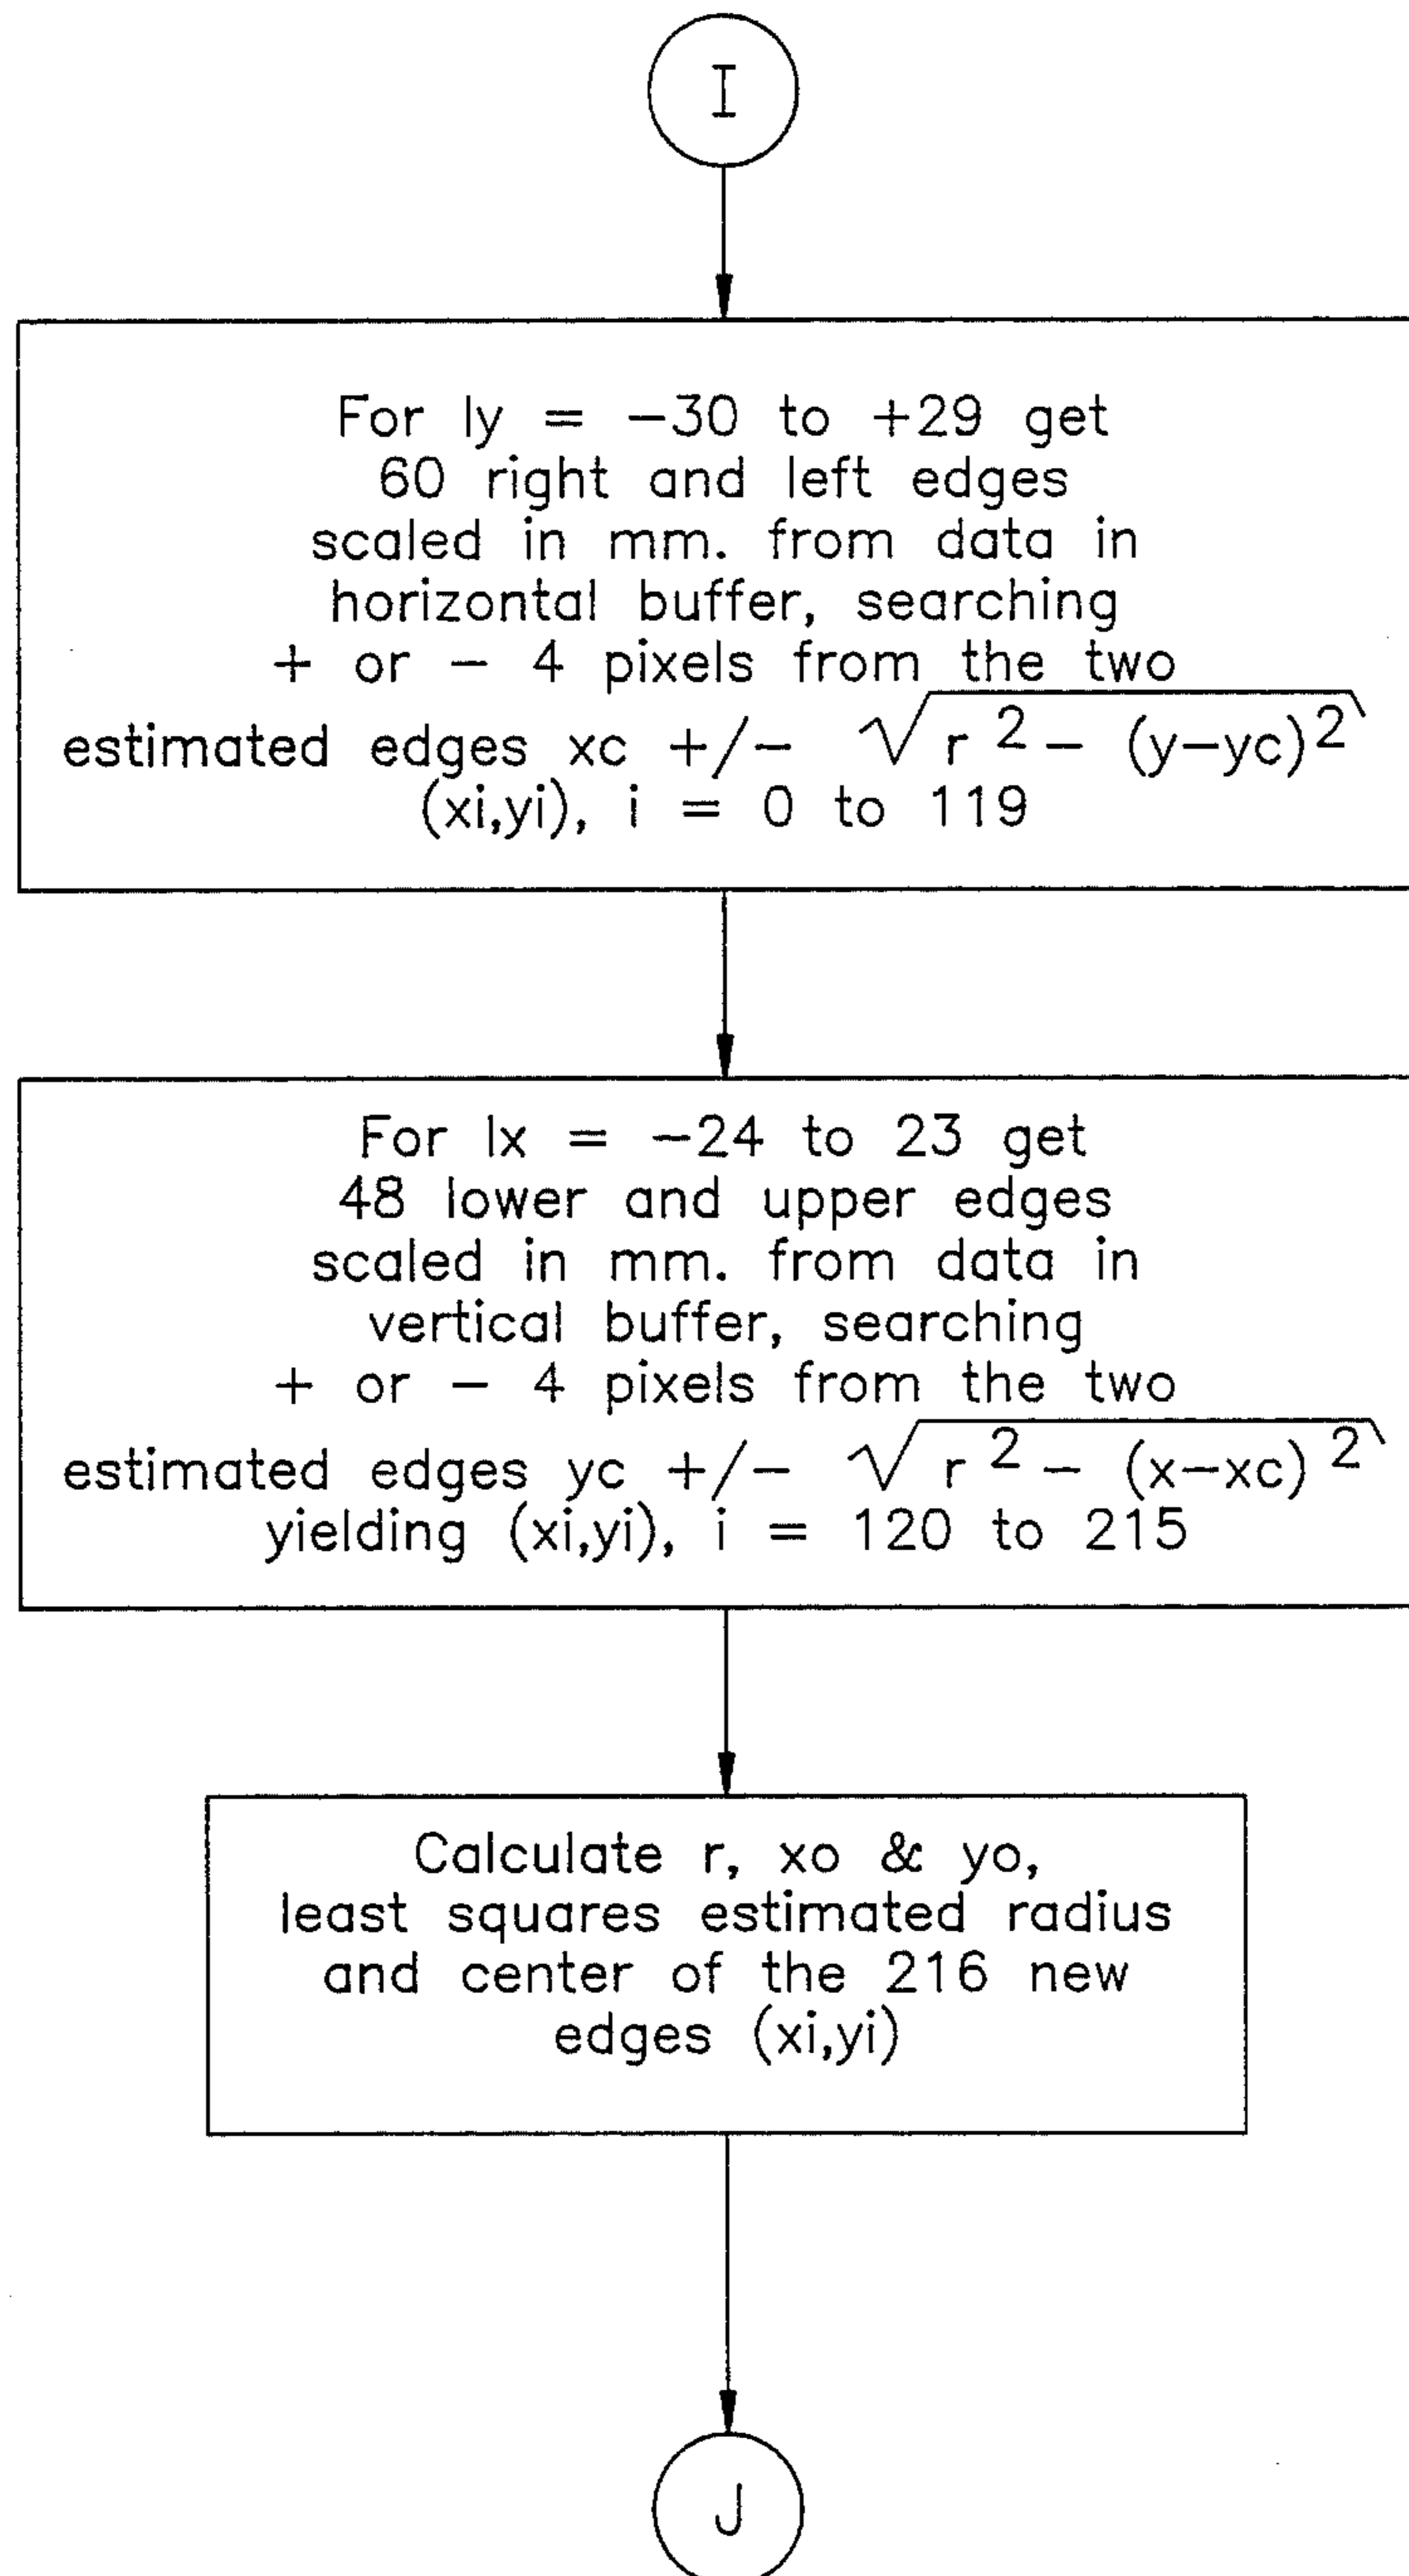 I
For ly = −30 to +29 get
60 right and left edges
scaled in mm. from data in
horizontal buffer, searching
+ or − 4 pixels from the two
estimated edges xc +/− √r 2 − (y−yc)2
(xi,yi), i = 0 to 119
For lx = −24 to 23 get
48 lower and upper edges
scaled in mm. from data in
vertical buffer, searching
+ or − 4 pixels from the two
estimated edges yc +/− √r 2 − (x−xc) 2
yielding (xi,yi), i = 120 to 215
Calculate r, xo & yo,
least squares estimated radius
and center of the 216 new
edges (xi,yi)
J